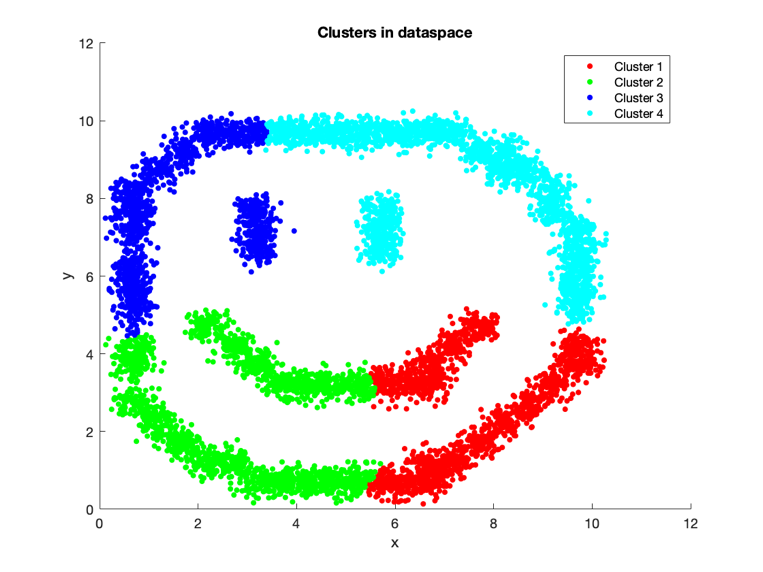 Clusters in dataspace
12
10
8
6
4
2
0
0 2 4 6 8 10 12
x
y
Cluster 1
Cluster 2
Cluster 3
Cluster 4